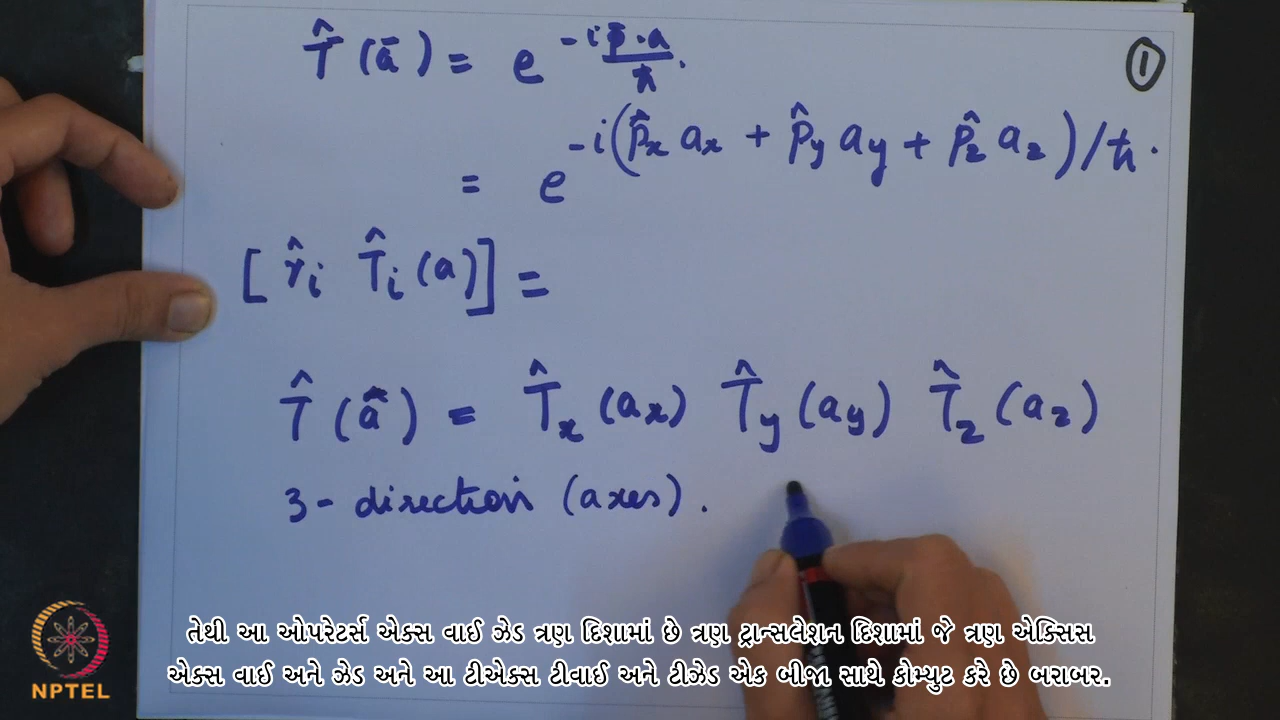 T̂(ā) = e^{-i p̄·a/ħ}.
①
= e^{-i(p̂x ax + p̂y ay + p̂z az)/ħ}.
[r̂i T̂i(a)] =
T̂(â) = T̂x(ax) T̂y(ay) T̂z(az)
3- direction (axes).
તેથી આ ઓપરેટર્સ એક્સ વાઈ ઝેડ ત્રણ દિશામાં છે ત્રણ ટ્રાન્સલેશન દિશામાં જે ત્રણ એક્સિસ
એક્સ વાઈ અને ઝેડ અને આ ટીએક્સ ટીવાઈ અને ટીઝેડ એક બીજા સાથે કોમ્યુટ કરે છે બરાબર.
NPTEL